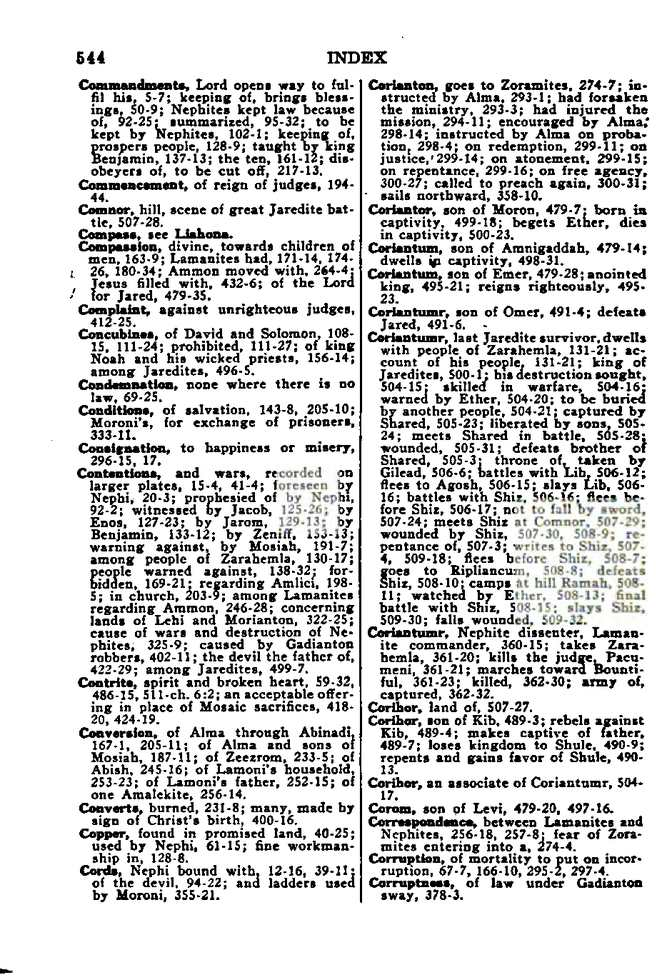 544 INDEX
Commandments, Lord opens way to ful-
fil his, 5-7; keeping of, brings bless-
ings, 50-9; Nephites kept law because
of, 92-25; summarized, 95-32; to be
kept by Nephites, 102-1; keeping of,
prospers people, 128-9; taught by king
Benjamin, 137-13; the ten, 161-12; dis-
obeyers of, to be cut off, 217-13.
Commencement, of reign of judges, 194-
44.
Comnor, hill, scene of great Jaredite bat-
tle, 507-28.
Compass, see Liahona.
Compassion, divine, towards children of
men, 163-9; Lamanites had, 171-14, 174-
26, 180-34; Ammon moved with, 264-4;
Jesus filled with, 432-6; of the Lord
for Jared, 479-35.
Complaint, against unrighteous judges,
412-25.
Concubines, of David and Solomon, 108-
15, 111-24; prohibited, 111-27; of king
Noah and his wicked priests, 156-14;
among Jaredites, 496-5.
Condemnation, none where there is no
law, 69-25.
Conditions, of salvation, 143-8, 205-10;
Moroni's, for exchange of prisoners,
333-11.
Consignation, to happiness or misery,
296-15, 17.
Contentions, and wars, recorded on
larger plates, 15-4, 41-4; foreseen by
Nephi, 20-3; prophesied of by Nephi,
92-2; witnessed by Jacob, 125-26; by
Enos, 127-23; by Jarom, 129-13; by
Benjamin, 133-12; by Zeniff, 153-13;
warning against, by Mosiah, 191-7;
among people of Zarahemla, 130-17;
people warned against, 138-32; for-
bidden, 169-21; regarding Amlici, 198-
5; in church, 203-9; among Lamanites
regarding Ammon, 246-28; concerning
lands of Lehi and Morianton, 322-25;
cause of wars and destruction of Ne-
phites, 325-9; caused by Gadianton
robbers, 402-11; the devil the father of,
422-29; among Jaredites, 499-7.
Contrite, spirit and broken heart, 59-32,
486-15, 511-ch. 6:2; an acceptable offer-
ing in place of Mosaic sacrifices, 418-
20, 424-19.
Conversion, of Alma through Abinadi,
167-1, 205-11; of Alma and sons of
Mosiah, 187-11; of Zeezrom, 233-5; of
Abish, 245-16; of Lamoni's household,
253-23; of Lamoni's father, 252-15; of
one Amalekite, 256-14.
Converts, burned, 231-8; many, made by
sign of Christ's birth, 400-16.
Copper, found in promised land, 40-25;
used by Nephi, 61-15; fine workman-
ship in, 128-8.
Cords, Nephi bound with, 12-16, 39-11;
of the devil, 94-22; and ladders used
by Moroni, 355-21.
Corianton, goes to Zoramites, 274-7; in-
structed by Alma, 293-1; had forsaken
the ministry, 293-3; had injured the
mission, 294-11; encouraged by Alma,
298-14; instructed by Alma on proba-
tion, 298-4; on redemption, 299-11; on
justice, 299-14; on atonement, 299-15;
on repentance, 299-16; on free agency,
300-27; called to preach again, 300-31;
sails northward, 358-10.
Coriantor, son of Moron, 479-7; born in
captivity, 499-18; begets Ether, dies
in captivity, 500-23.
Coriantum, son of Amnigaddah, 479-14;
dwells in captivity, 498-31.
Coriantum, son of Emer, 479-28; anointed
king, 495-21; reigns righteously, 495-
23.
Coriantumr, son of Omer, 491-4; defeats
Jared, 491-6.
Coriantumr, last Jaredite survivor, dwells
with people of Zarahemla, 131-21; ac-
count of his people, 131-21; king of
Jaredites, 500-1; his destruction sought,
504-15; skilled in warfare, 504-16;
warned by Ether, 504-20; to be buried
by another people, 504-21; captured by
Shared, 505-23; liberated by sons, 505-
24; meets Shared in battle, 505-28;
wounded, 505-31; defeats brother of
Shared, 505-3; throne of, taken by
Gilead, 506-6; battles with Lib, 506-12;
flees to Agosh, 506-15; slays Lib, 506-
16; battles with Shiz, 506-16; flees be-
fore Shiz, 506-17; not to fall by sword,
507-24; meets Shiz at Comnor, 507-29;
wounded by Shiz, 507-30, 508-9; re-
pentance of, 507-3; writes to Shiz, 507-
4, 509-18; flees before Shiz, 508-7;
goes to Ripliancum, 508-8; defeats
Shiz, 508-10; camps at hill Ramah, 508-
11; watched by Ether, 508-13; final
battle with Shiz, 508-15; slays Shiz,
509-30; falls wounded, 509-32.
Coriantumr, Nephite dissenter, Laman-
ite commander, 360-15; takes Zara-
hemla, 361-20; kills the judge, Pacu-
meni, 361-21; marches toward Bounti-
ful, 361-23; killed, 362-30; army of,
captured, 362-32.
Corihor, land of, 507-27.
Corihor, son of Kib, 489-3; rebels against
Kib, 489-4; makes captive of father,
489-7; loses kingdom to Shule, 490-9;
repents and gains favor of Shule, 490-
13.
Corihor, an associate of Coriantumr, 504-
17.
Corom, son of Levi, 479-20, 497-16.
Correspondence, between Lamanites and
Nephites, 256-18, 257-8; fear of Zora-
mites entering into a, 274-4.
Corruption, of mortality to put on incor-
ruption, 67-7, 166-10, 295-2, 297-4.
Corruptness, of law under Gadianton
sway, 378-3.